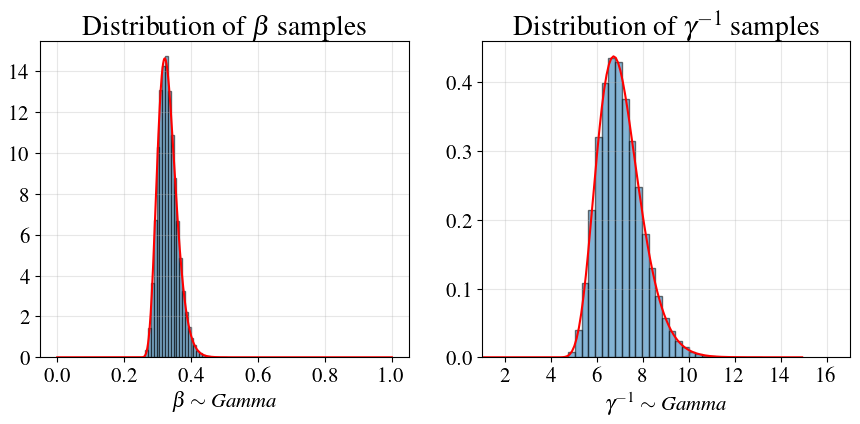 Distribution of β samples
14
12
10
8
6
4
2
0
0.0 0.2 0.4 0.6 0.8 1.0
β ~ Gamma
Distribution of γ⁻¹ samples
0.4
0.3
0.2
0.1
0.0
2 4 6 8 10 12 14 16
γ⁻¹ ~ Gamma